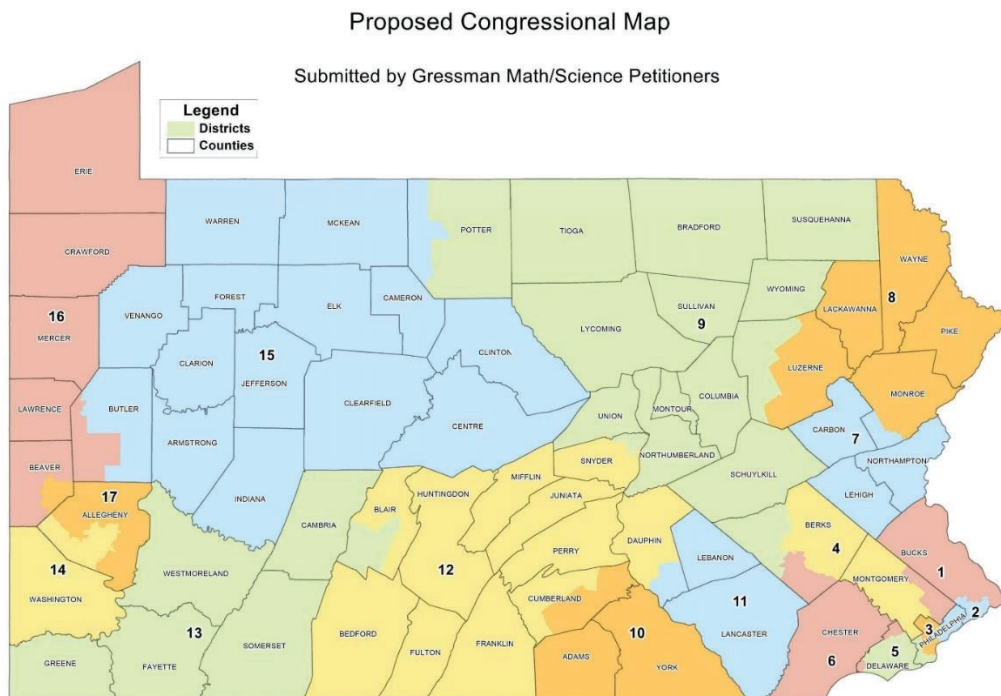 Proposed Congressional Map
Submitted by Gressman Math/Science Petitioners
Legend
Districts
Counties
ERIE
CRAWFORD
WARREN
MCKEAN
POTTER
TIOGA
BRADFORD
SUSQUEHANNA
WAYNE
WYOMING
LACKAWANNA
8
PIKE
16
MERCER
VENANGO
FOREST
ELK
CAMERON
SULLIVAN
9
LYCOMING
CLARION
15
JEFFERSON
CLINTON
LUZERNE
MONROE
LAWRENCE
BUTLER
CLEARFIELD
CENTRE
UNION
MONTOUR
COLUMBIA
CARBON
7
ARMSTRONG
BEAVER
INDIANA
NORTHUMBERLAND
NORTHAMPTON
SNYDER
SCHUYLKILL
LEHIGH
17
ALLEGHENY
CAMBRIA
BLAIR
HUNTINGDON
MIFFLIN
JUNIATA
BERKS
4
BUCKS
1
14
WASHINGTON
WESTMORELAND
12
PERRY
DAUPHIN
LEBANON
MONTGOMERY
CUMBERLAND
11
2
3
PHILADELPHIA
13
SOMERSET
BEDFORD
FULTON
FRANKLIN
10
ADAMS
YORK
LANCASTER
CHESTER
6
5
DELAWARE
GREENE
FAYETTE